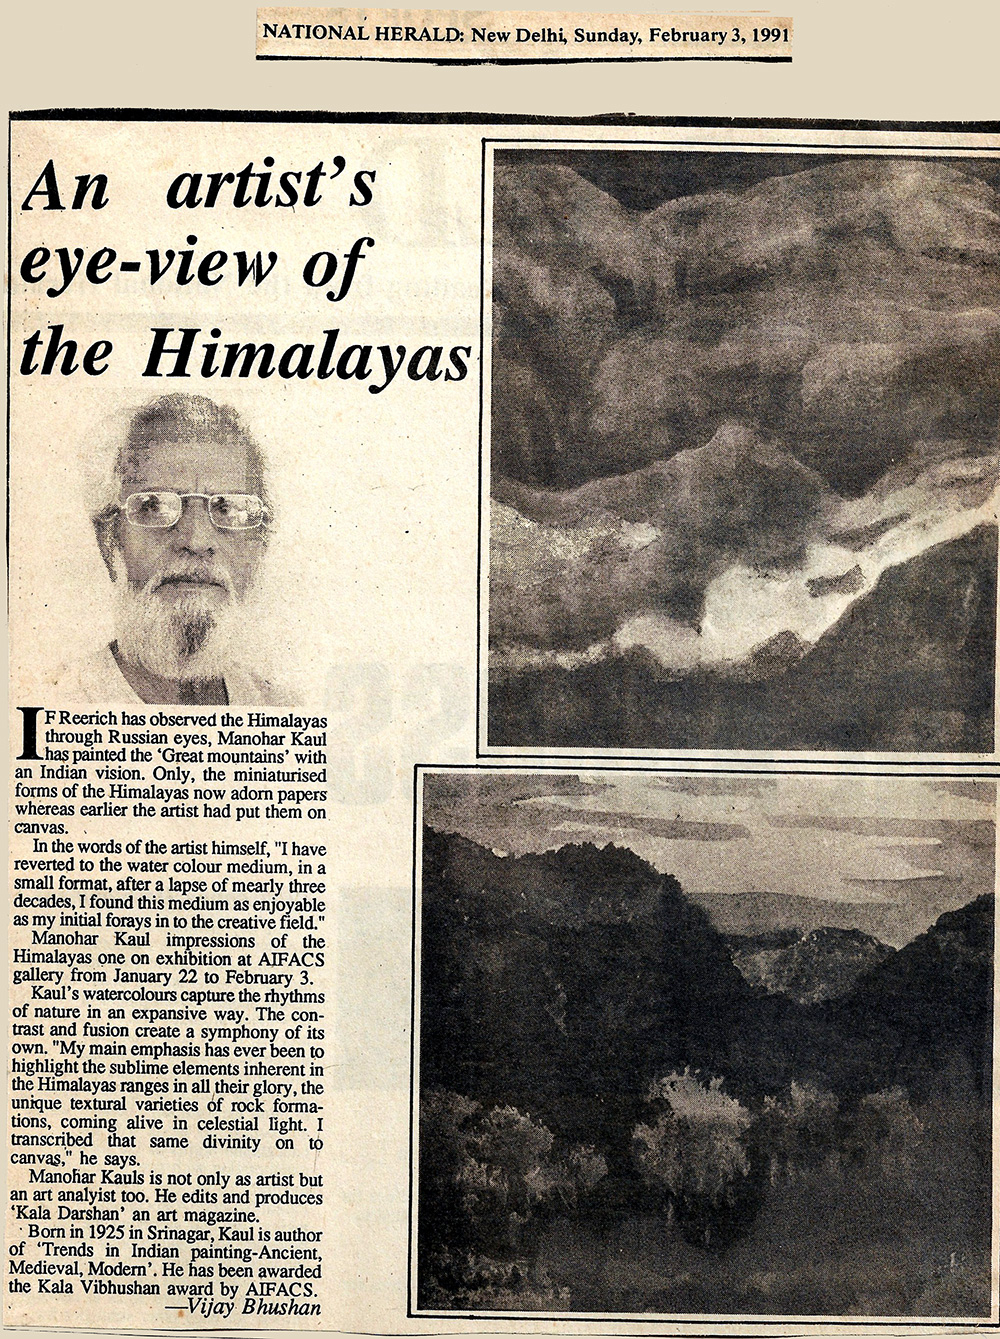 NATIONAL HERALD: New Delhi, Sunday, February 3, 1991
An artist's
eye-view of
the Himalayas
IF Reerich has observed the Himalayas
through Russian eyes, Manohar Kaul
has painted the 'Great mountains' with
an Indian vision. Only, the miniaturised
forms of the Himalayas now adorn papers
whereas earlier the artist had put them on
canvas.
In the words of the artist himself, "I have
reverted to the water colour medium, in a
small format, after a lapse of mearly three
decades, I found this medium as enjoyable
as my initial forays in to the creative field."
Manohar Kaul impressions of the
Himalayas one on exhibition at AIFACS
gallery from January 22 to February 3.
Kaul's watercolours capture the rhythms
of nature in an expansive way. The con-
trast and fusion create a symphony of its
own. "My main emphasis has ever been to
highlight the sublime elements inherent in
the Himalayas ranges in all their glory, the
unique textural varieties of rock forma-
tions, coming alive in celestial light. I
transcribed that same divinity on to
canvas," he says.
Manohar Kauls is not only as artist but
an art analyist too. He edits and produces
'Kala Darshan' an art magazine.
Born in 1925 in Srinagar, Kaul is author
of 'Trends in Indian painting-Ancient,
Medieval, Modern'. He has been awarded
the Kala Vibhushan award by AIFACS.
—Vijay Bhushan